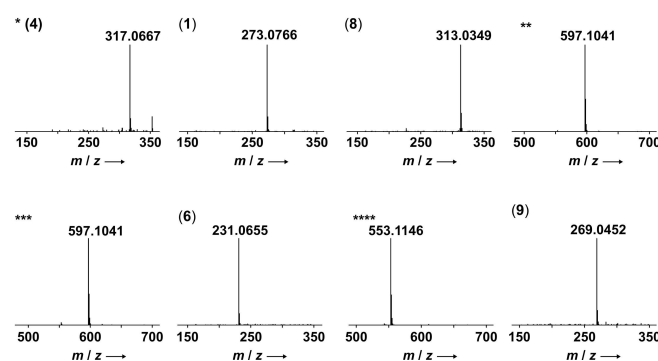 * (4)
317.0667
(1)
273.0766
(8)
313.0349
**
597.1041
150 250 350
150 250 350
150 250 350
500 600 700
m / z →
m / z →
m / z →
m / z →
***
597.1041
(6)
231.0655
****
553.1146
(9)
269.0452
500 600 700
150 250 350
500 600 700
150 250 350
m / z →
m / z →
m / z →
m / z →